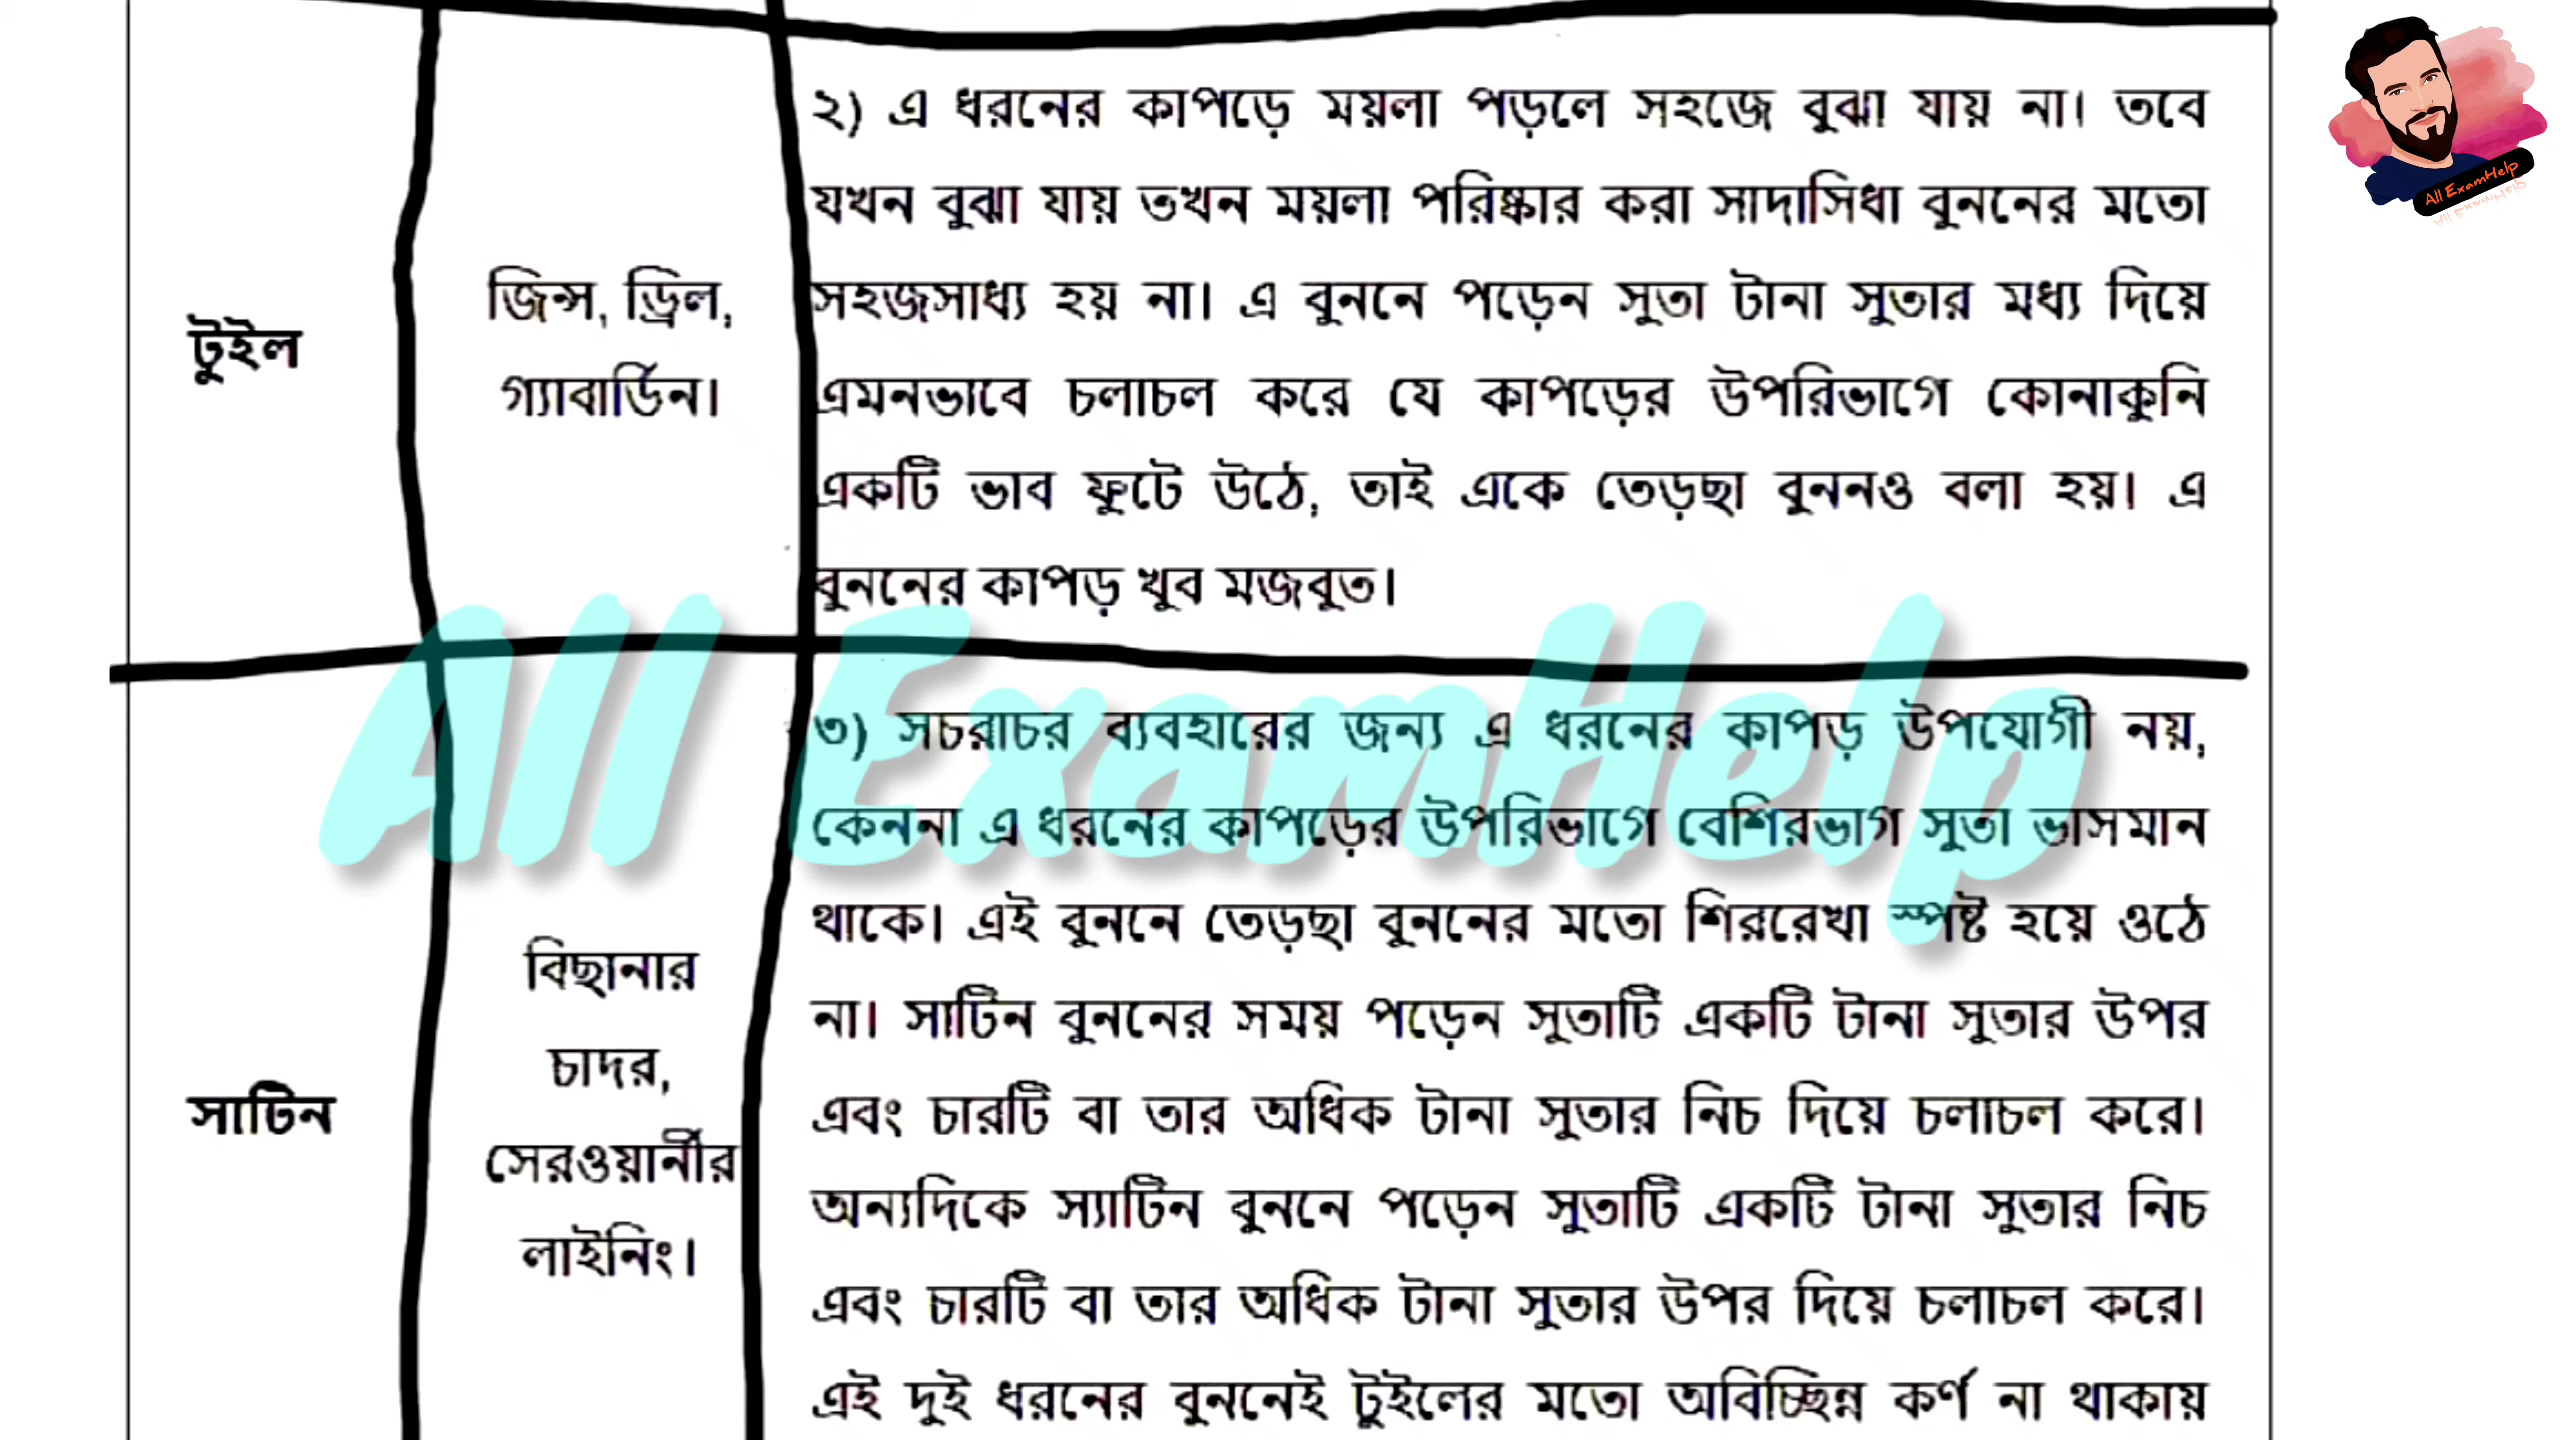 ২) এ ধরনের কাপড়ে ময়লা পড়লে সহজে বুঝা যায় না। তবে
যখন বুঝা যায় তখন ময়লা পরিষ্কার করা সাদাসিধা বুননের মতো
সহজসাধ্য হয় না। এ বুননে পড়েন সুতা টানা সুতার মধ্য দিয়ে
এমনভাবে চলাচল করে যে কাপড়ের উপরিভাগে কোনাকুনি
একটি ভাব ফুটে উঠে, তাই একে তেড়ছা বুননও বলা হয়। এ
বুননের কাপড় খুব মজবুত।
টুইল
জিন্স, ড্রিল,
গ্যাবার্ডিন।
৩) সচরাচর ব্যবহারের জন্য এ ধরনের কাপড় উপযোগী নয়,
কেননা এ ধরনের কাপড়ের উপরিভাগে বেশিরভাগ সুতা ভাসমান
থাকে। এই বুননে তেড়ছা বুননের মতো শিররেখা স্পষ্ট হয়ে ওঠে
না। সাটিন বুননের সময় পড়েন সুতাটি একটি টানা সুতার উপর
এবং চারটি বা তার অধিক টানা সুতার নিচ দিয়ে চলাচল করে।
অন্যদিকে স্যাটিন বুননে পড়েন সুতাটি একটি টানা সুতার নিচ
এবং চারটি বা তার অধিক টানা সুতার উপর দিয়ে চলাচল করে।
এই দুই ধরনের বুননেই টুইলের মতো অবিচ্ছিন্ন কর্ণ না থাকায়
সাটিন
বিছানার
চাদর,
সেরওয়ানীর
লাইনিং।
All ExamHelp
All ExamHelp